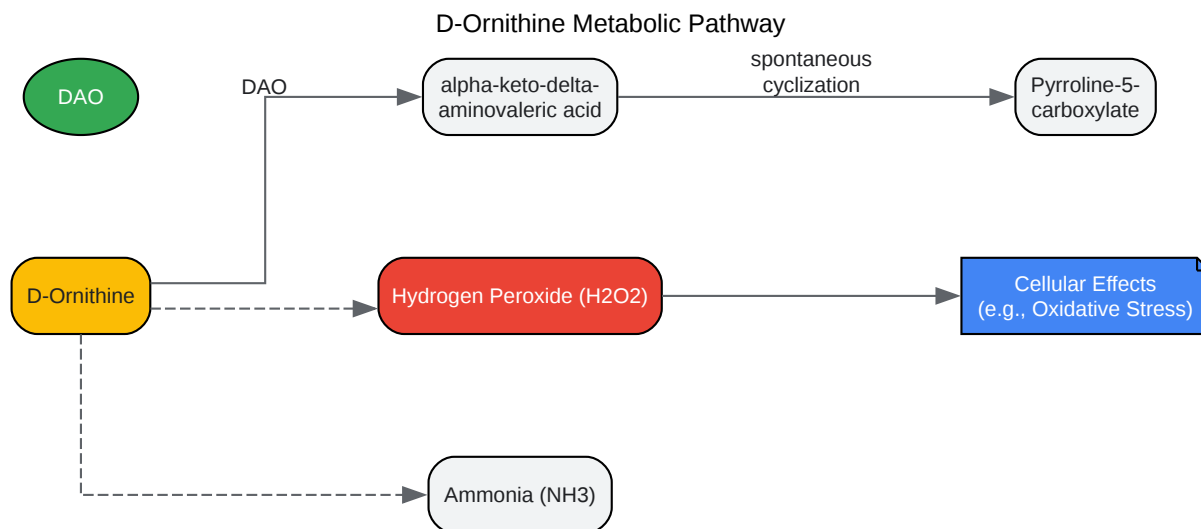 D-Ornithine Metabolic Pathway
DAO
DAO
alpha-keto-delta-
aminovaleric acid
spontaneous
cyclization
Pyrroline-5-
carboxylate
D-Ornithine
Hydrogen Peroxide (H2O2)
Cellular Effects
(e.g., Oxidative Stress)
Ammonia (NH3)